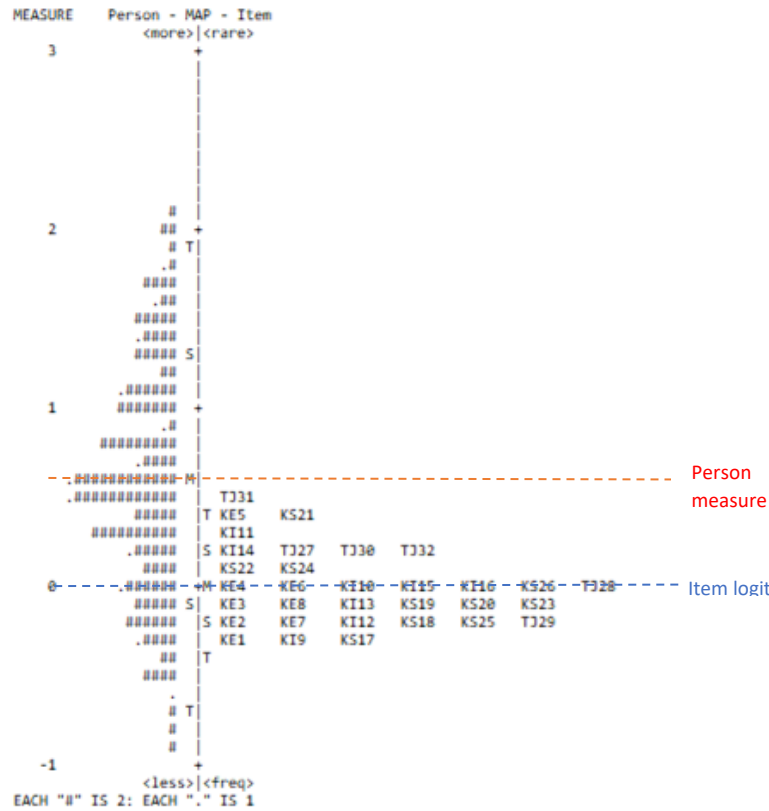 MEASURE    Person - MAP - Item
               <more>|<rare>
    3                +
                     |
                     |
                     |
                     |
                     |
                     |
                     |
                     |
                  #  |
    2            ##  +
                  # T|
                 .#  |
               ####  |
                .##  |
              #####  |
              .####  |
              ##### S|
                 ##  |
            .######  |
    1       #######  +
                 .#  |
          #########  |
              .####  |
      .############ M|    Person
      .############  | TJ31    measure
              #####  |T KE5    KS21
         ##########  | KI11
             .#####  |S KI14   TJ27   TJ30   TJ32
               ####  | KS22   KS24
    0       .######  +M KE4    KE6    KI10   KI15   KI16   KS26   TJ28    Item logit
              ##### S| KE3    KE8    KI13   KS19   KS20   KS23
             ######  |S KE2    KE7    KI12   KS18   KS25   TJ29
              .####  | KE1    KI9    KS17
                 ##  |T
               ####  |
                  .  |
                  # T|
                  #  |
                  #  |
   -1                +
               <less>|<freq>
EACH "#" IS 2: EACH "." IS 1